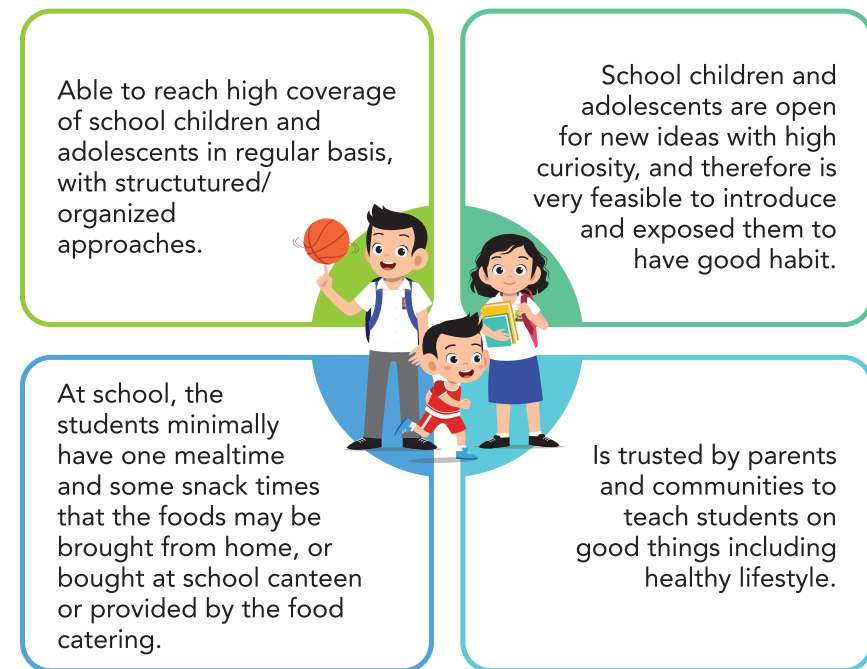 Able to reach high coverage
of school children and
adolescents in regular basis,
with structutured/
organized
approaches.
School children and
adolescents are open
for new ideas with high
curiosity, and therefore is
very feasible to introduce
and exposed them to
have good habit.
At school, the
students minimally
have one mealtime
and some snack times
that the foods may be
brought from home, or
bought at school canteen
or provided by the food
catering.
Is trusted by parents
and communities to
teach students on
good things including
healthy lifestyle.